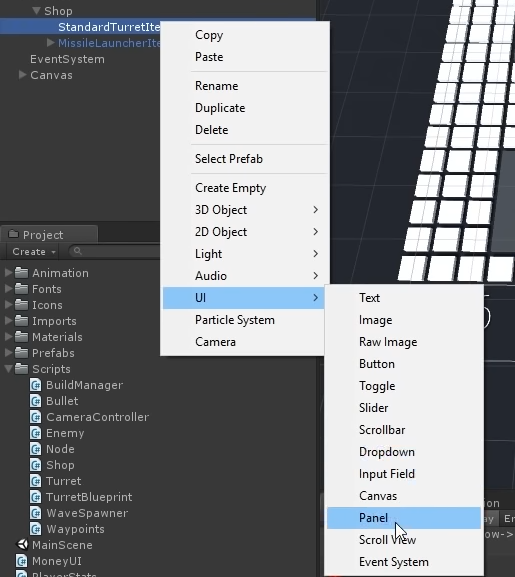 Shop
StandardTurretIte
MissileLauncherIte
EventSystem
Canvas
Copy
Paste
Rename
Duplicate
Delete
Select Prefab
Create Empty
3D Object
2D Object
Light
Audio
UI
Particle System
Camera
Text
Image
Raw Image
Button
Toggle
Slider
Scrollbar
Dropdown
Input Field
Canvas
Panel
Scroll View
Event System
Project
Create
Animation
Fonts
Icons
Imports
Materials
Prefabs
Scripts
BuildManager
Bullet
CameraController
Enemy
Node
Shop
Turret
TurretBlueprint
WaveSpawner
Waypoints
MainScene
MoneyUI
PlayerStats